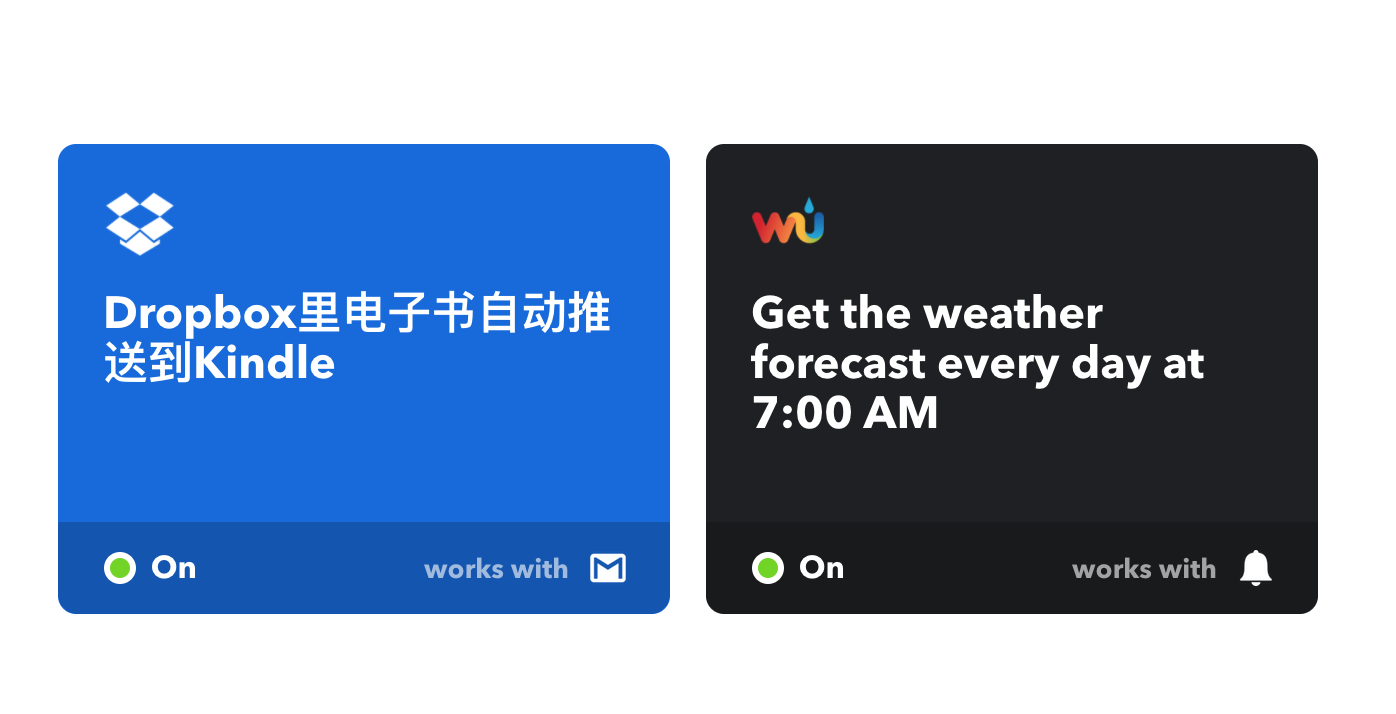 Dropbox里电子书自动推
送到Kindle
On
works with
wu
Get the weather
forecast every day at
7:00 AM
On
works with